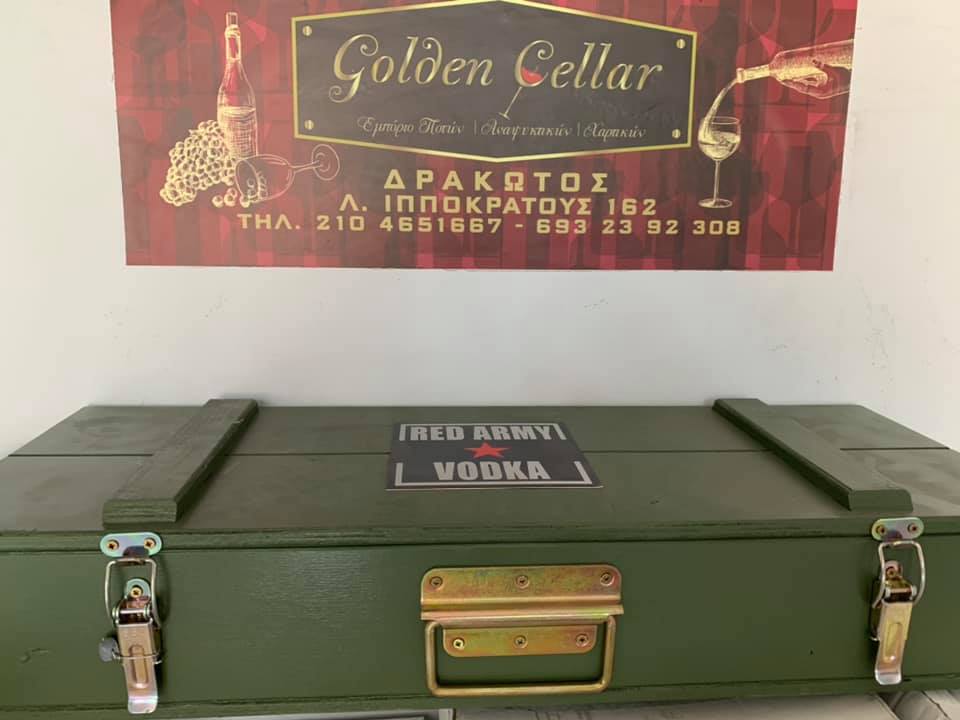 Golden Cellar
Εμπόριο Ποτών | Αναψυκτικών | Χαρτικών
ΔΡΑΚΩΤΟΣ
Λ. ΙΠΠΟΚΡΑΤΟΥΣ 162
ΤΗΛ. 210 4651667 - 693 23 92 308
RED ARMY
VODKA